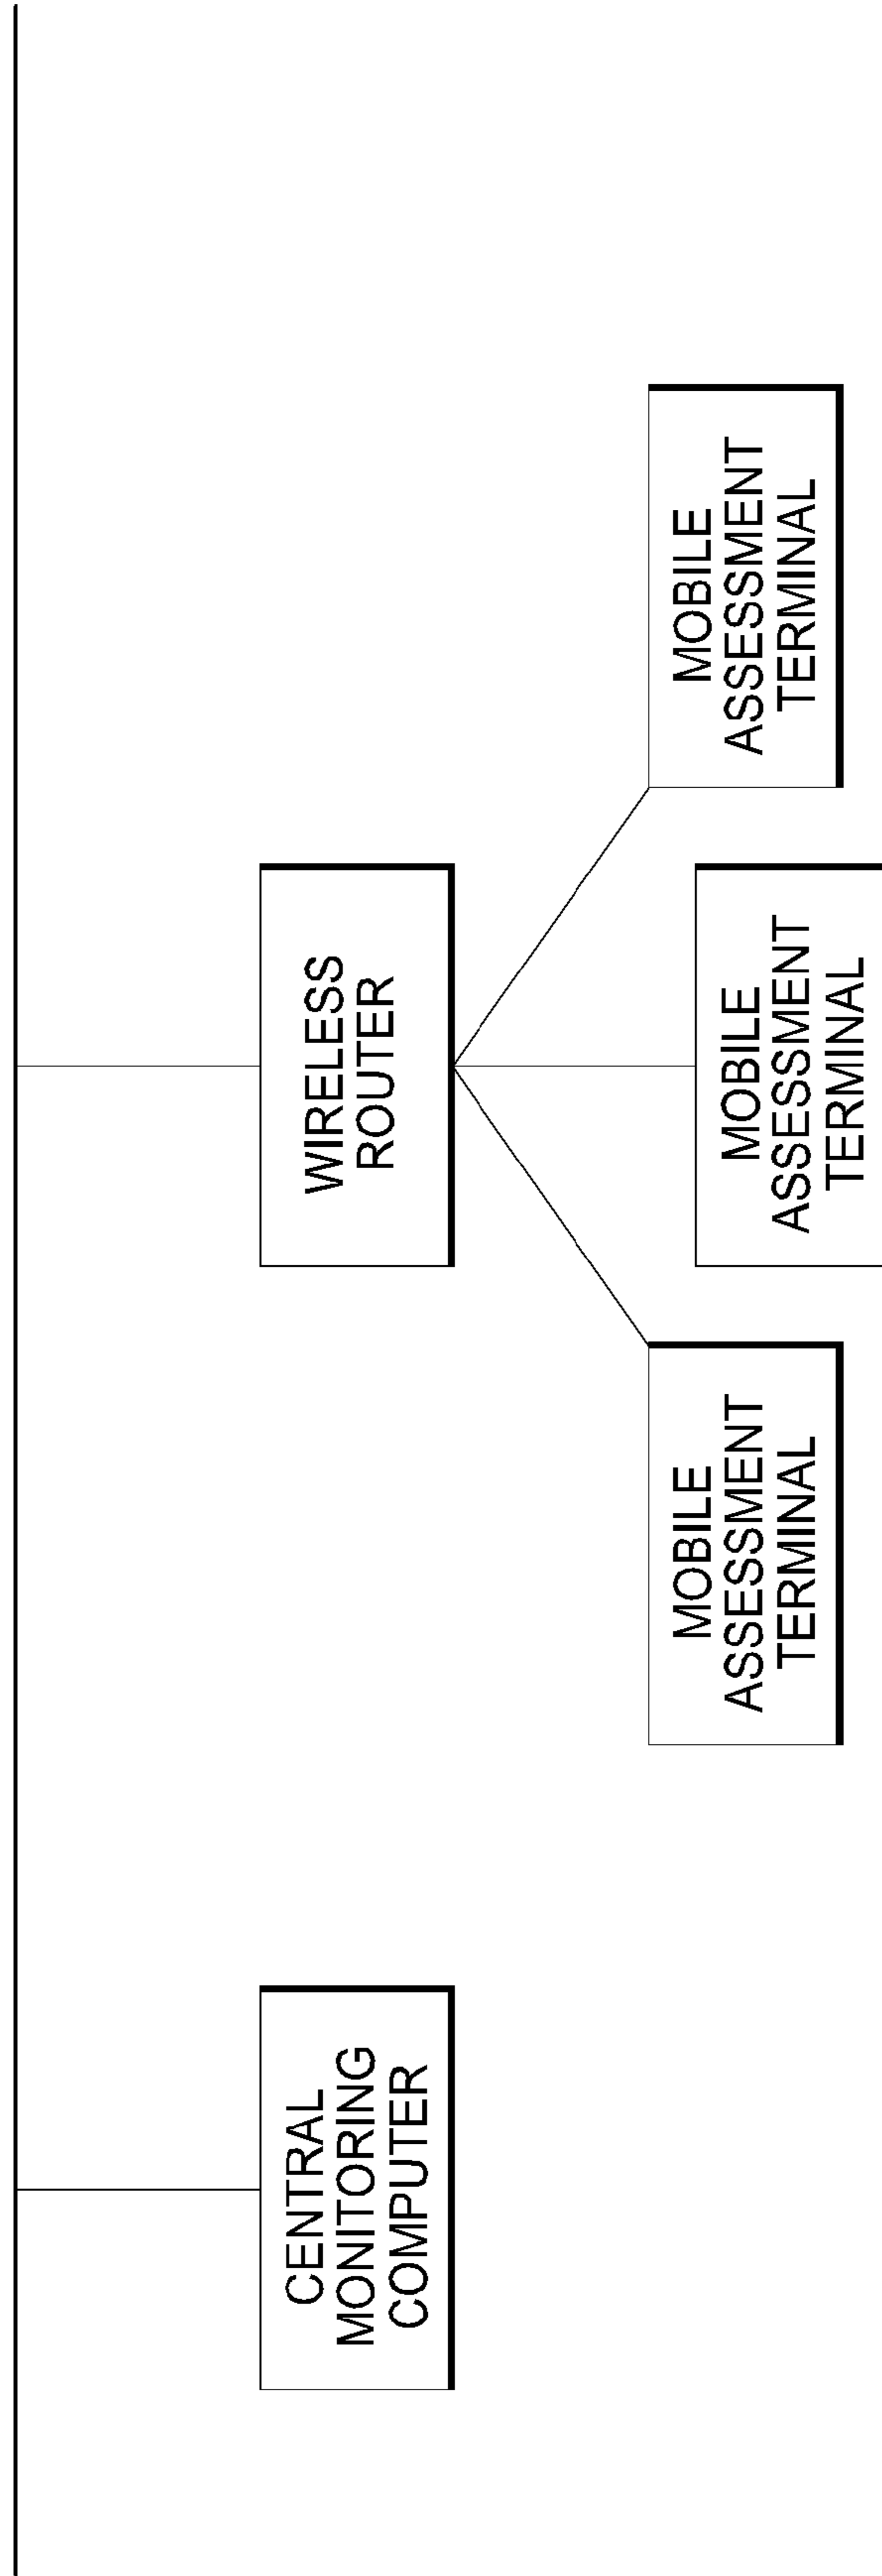 CENTRAL
MONITORING
COMPUTER
WIRELESS
ROUTER
MOBILE
ASSESSMENT
TERMINAL
MOBILE
ASSESSMENT
TERMINAL
MOBILE
ASSESSMENT
TERMINAL